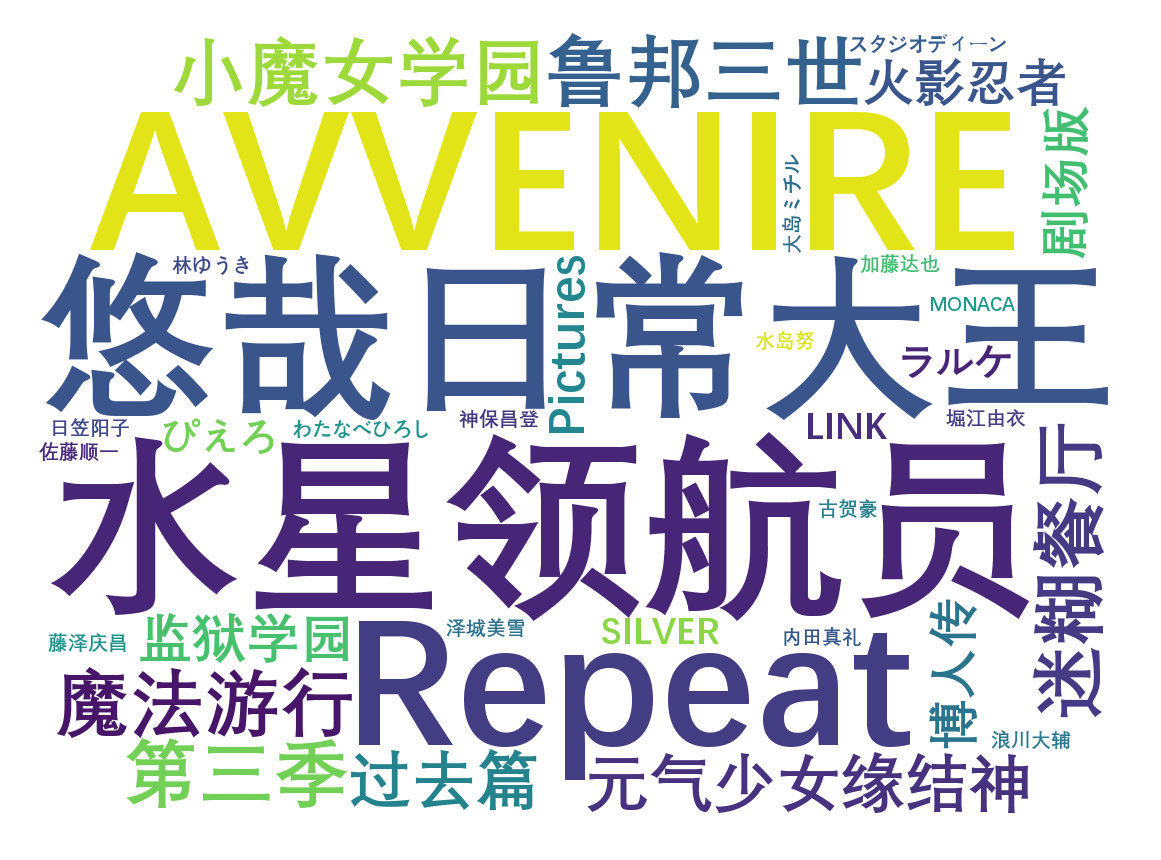 スタジオディーン
小魔女学园
鲁邦三世
火影忍者
AVVENIRE
剧场版
大岛ミチル
林ゆうき
加藤达也
悠哉日常大王
Pictures
MONACA
水岛努
ラルケ
日笠阳子
ぴえろ
わたなべひろし
神保昌登
LINK
堀江由衣
佐藤顺一
水星领航员
迷糊餐厅
古贺豪
藤泽庆昌
监狱学园
泽城美雪
SILVER
内田真礼
博人传
魔法游行
Repeat
浪川大辅
第三季
过去篇
元气少女缘结神